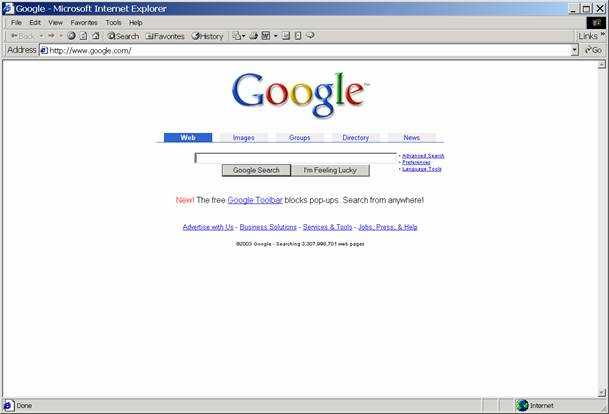 Google - Microsoft Internet Explorer
File Edit View Favorites Tools Help
Back Search Favorites History
Links »
Address http://www.google.com/ Go
Google™
Web Images Groups Directory News
• Advanced Search
• Preferences
• Language Tools
Google Search I'm Feeling Lucky
New! The free Google Toolbar blocks pop-ups. Search from anywhere!
Advertise with Us - Business Solutions - Services & Tools - Jobs, Press, & Help
©2003 Google - Searching 3,307,998,701 web pages
Done Internet